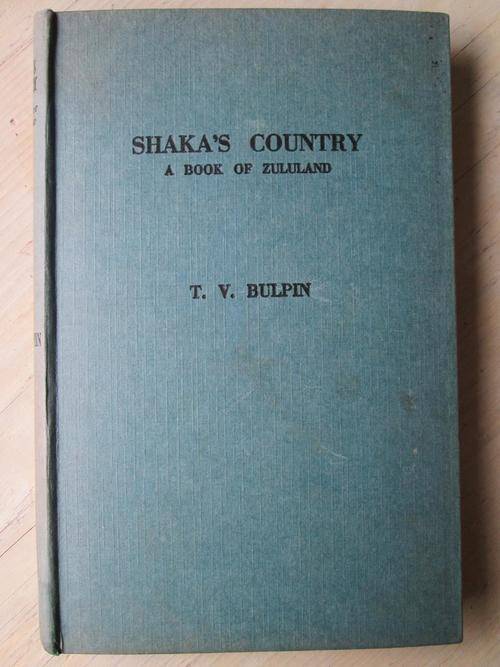 SHAKA'S COUNTRY
A BOOK OF ZULULAND
T. V. BULPIN